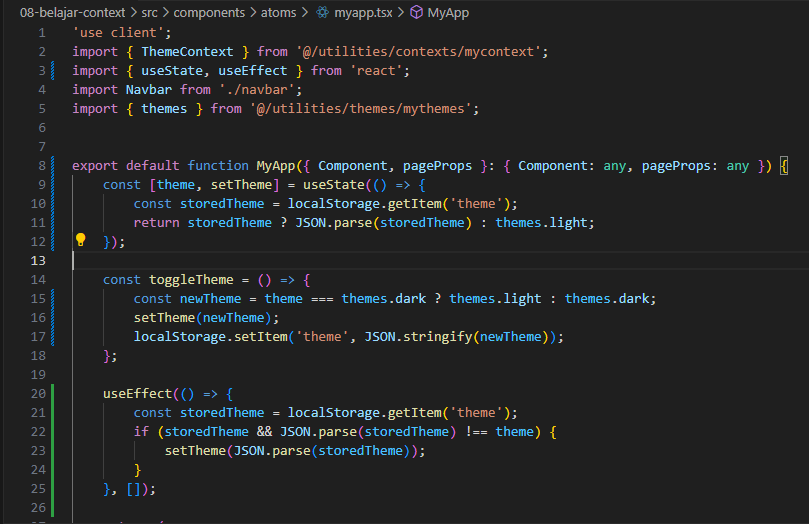 08-belajar-context > src > components > atoms > myapp.tsx > MyApp
1 'use client';
2 import { ThemeContext } from '@/utilities/contexts/mycontext';
3 import { useState, useEffect } from 'react';
4 import Navbar from './navbar';
5 import { themes } from '@/utilities/themes/mythemes';
6
7
8 export default function MyApp({ Component, pageProps }: { Component: any, pageProps: any }) {
9     const [theme, setTheme] = useState(() => {
10         const storedTheme = localStorage.getItem('theme');
11         return storedTheme ? JSON.parse(storedTheme) : themes.light;
12     });
13
14     const toggleTheme = () => {
15         const newTheme = theme === themes.dark ? themes.light : themes.dark;
16         setTheme(newTheme);
17         localStorage.setItem('theme', JSON.stringify(newTheme));
18     };
19
20     useEffect(() => {
21         const storedTheme = localStorage.getItem('theme');
22         if (storedTheme && JSON.parse(storedTheme) !== theme) {
23             setTheme(JSON.parse(storedTheme));
24         }
25     }, []);
26